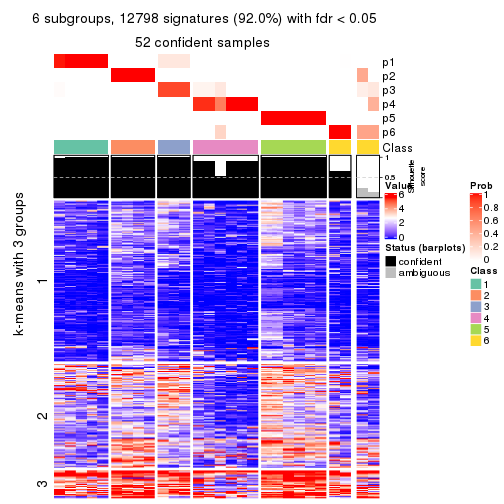 6 subgroups, 12798 signatures (92.0%) with fdr < 0.05
52 confident samples
p1
p2
p3
p4
p5
p6
Class
1
0.5
0
Silhouette
score
k-means with 3 groups
1
2
3
Value
6
4
2
0
Status (barplots)
confident
ambiguous
Prob
1
0.8
0.6
0.4
0.2
0
Class
1
2
3
4
5
6